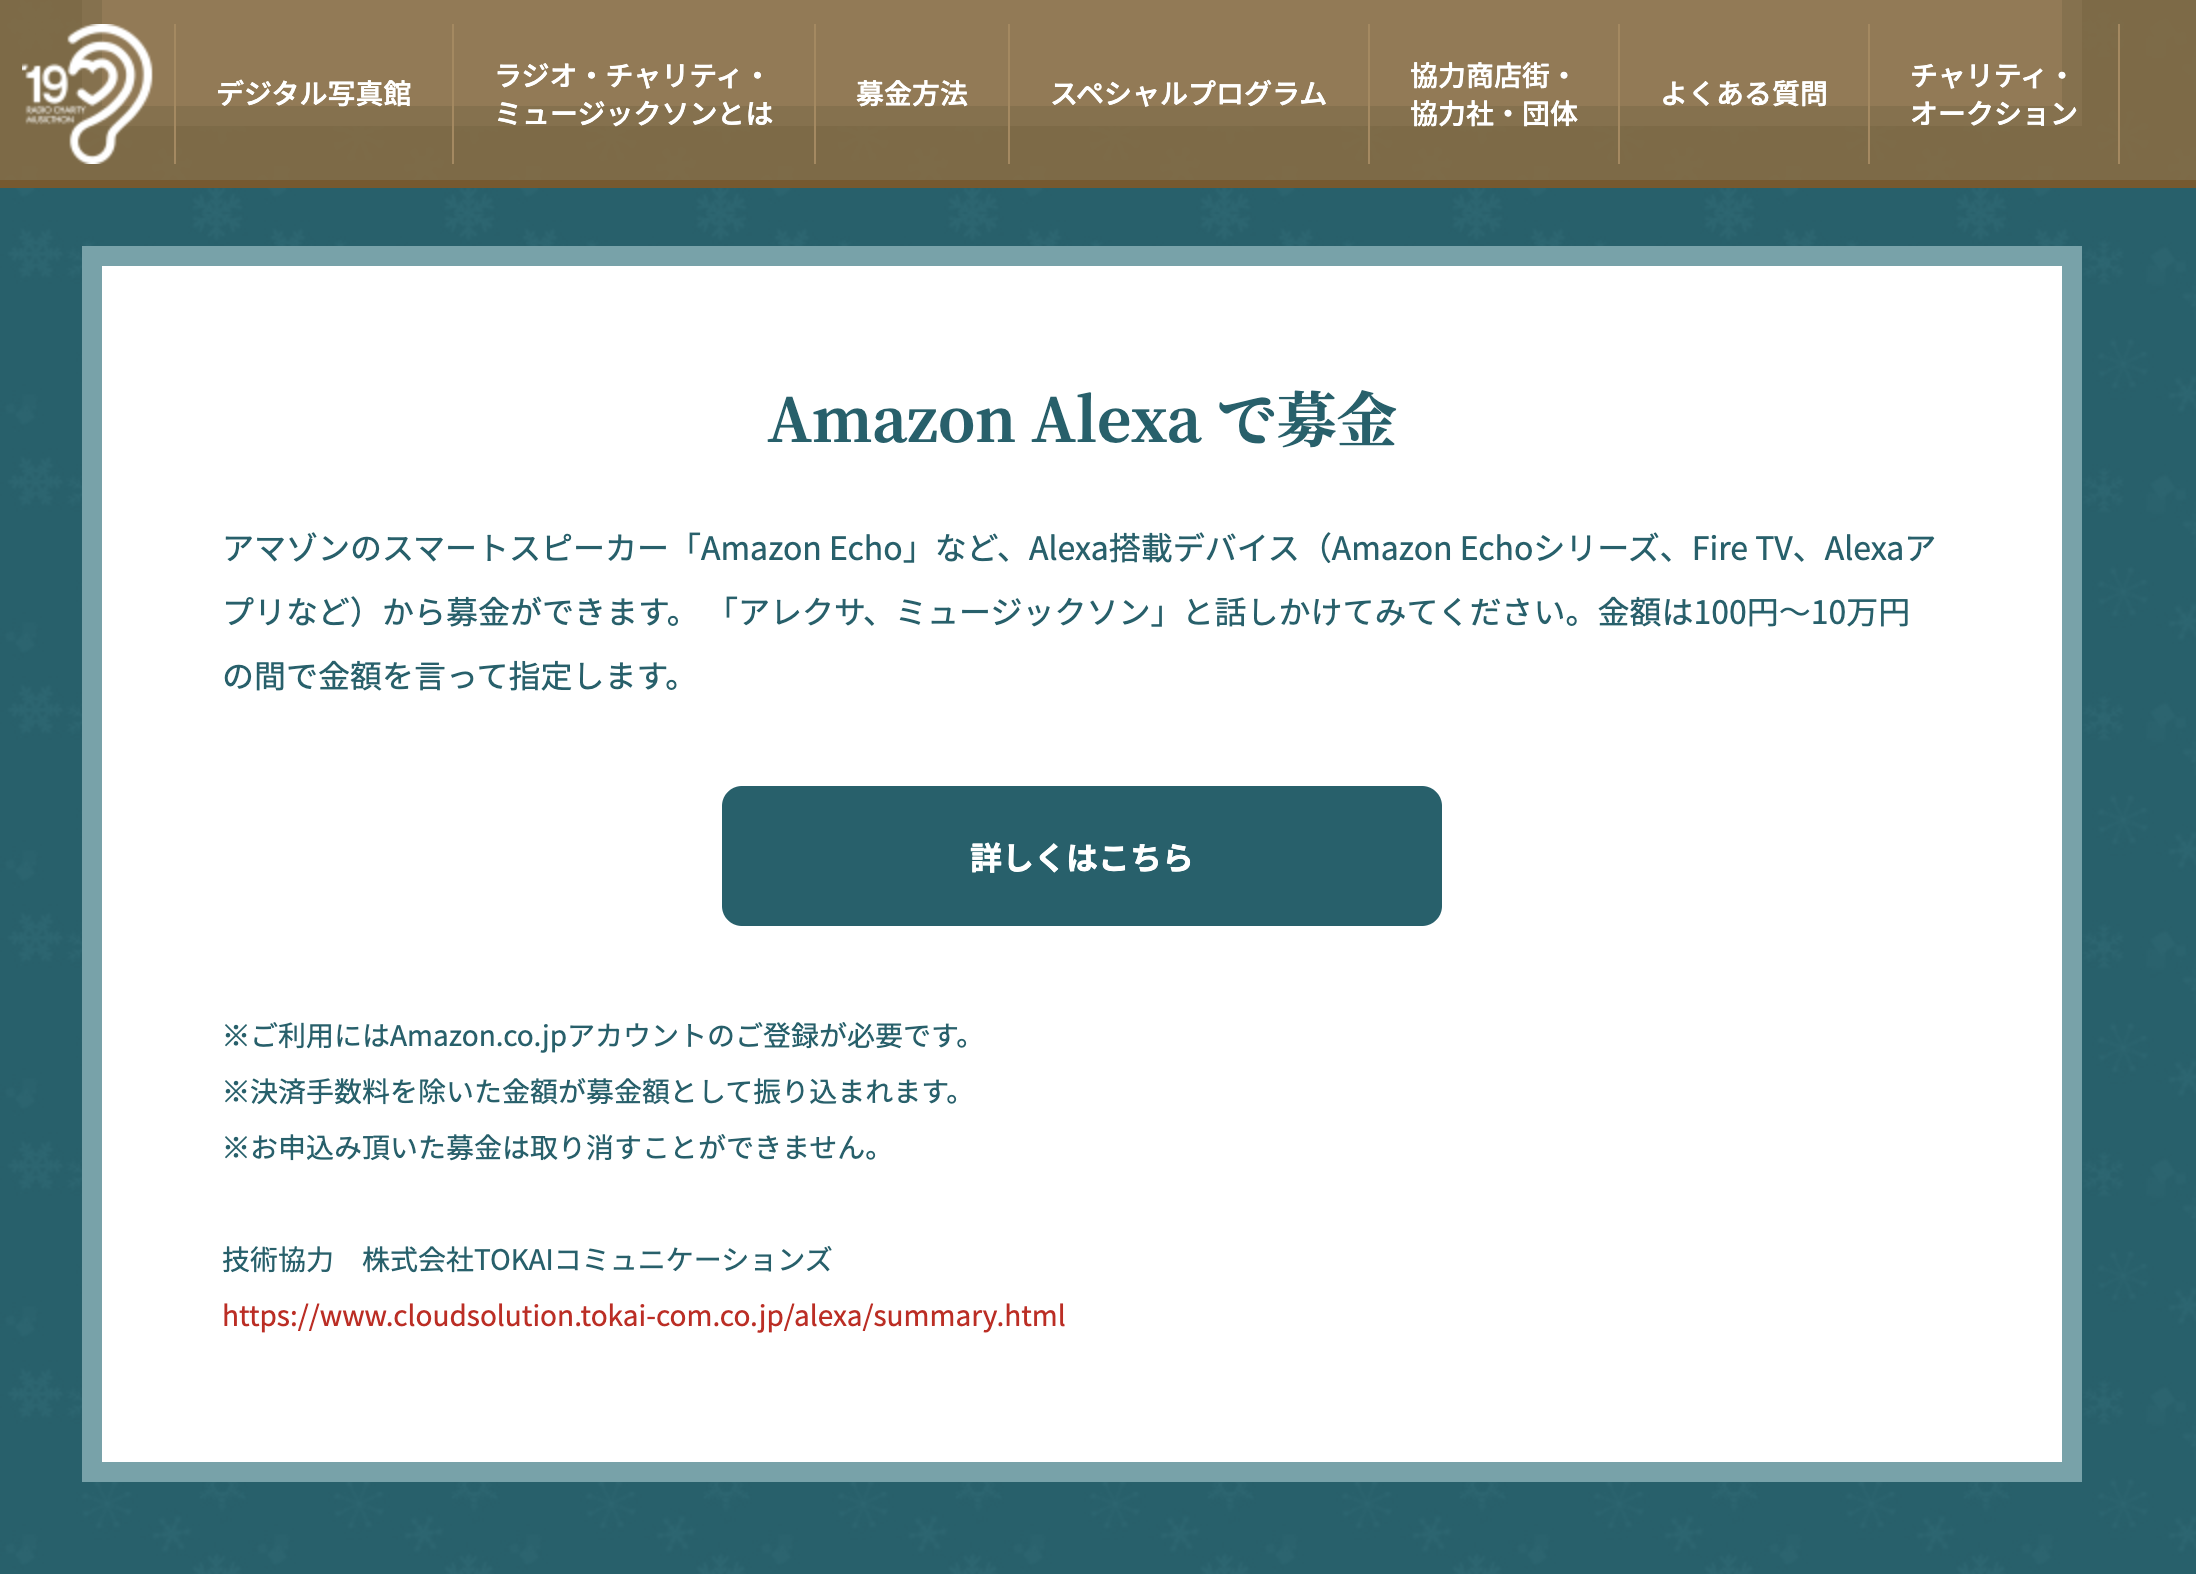 '19
RADIO CHARITY
MUSICTHON
デジタル写真館
ラジオ・チャリティ・
ミュージックソンとは
募金方法
スペシャルプログラム
協力商店街・
協力社・団体
よくある質問
チャリティ・
オークション
Amazon Alexa で募金
アマゾンのスマートスピーカー「Amazon Echo」など、Alexa搭載デバイス（Amazon Echoシリーズ、Fire TV、Alexaア
プリなど）から募金ができます。 「アレクサ、ミュージックソン」と話しかけてみてください。金額は100円〜10万円
の間で金額を言って指定します。
詳しくはこちら
※ご利用にはAmazon.co.jpアカウントのご登録が必要です。
※決済手数料を除いた金額が募金額として振り込まれます。
※お申込み頂いた募金は取り消すことができません。
技術協力　株式会社TOKAIコミュニケーションズ
https://www.cloudsolution.tokai-com.co.jp/alexa/summary.html